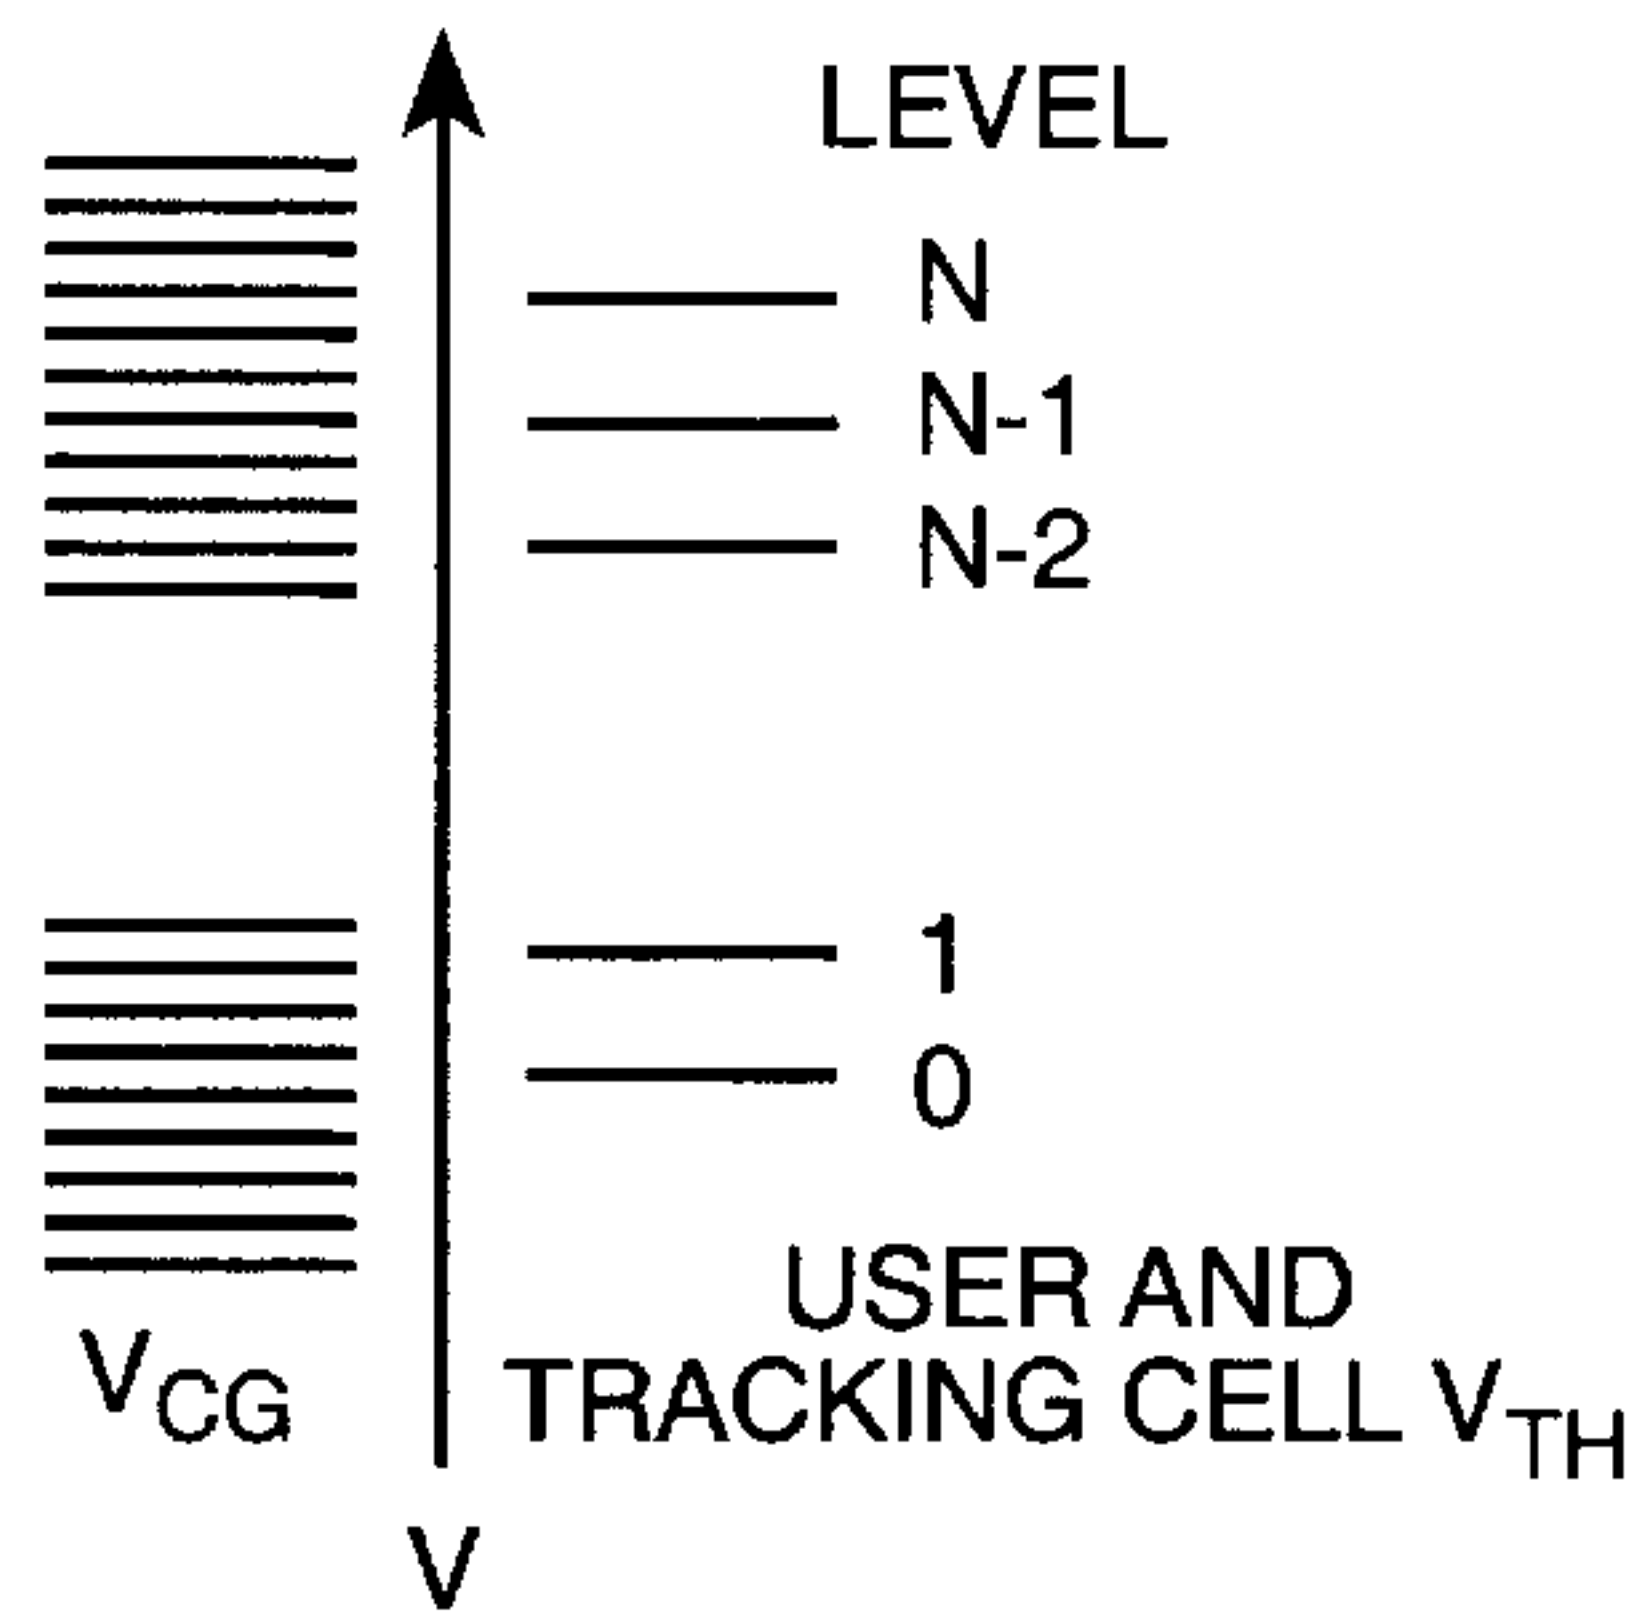 LEVEL
N
N-1
N-2
1
0
USER AND
TRACKING CELL VTH
VCG
V